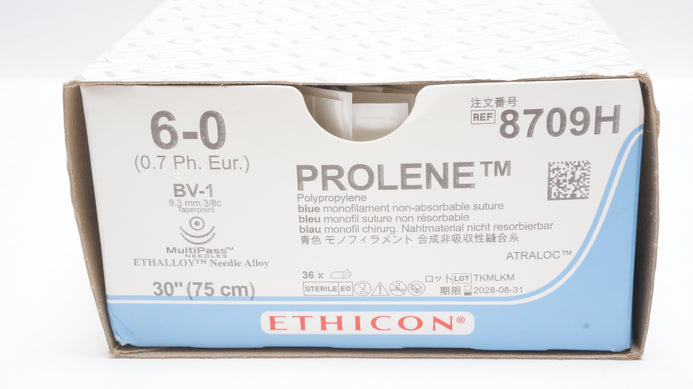 6-0
(0.7 Ph. Eur.)
BV-1
9.3 mm 3/8c
Taperpoint
MultiPass™
NEEDLES
ETHALLOY™ Needle Alloy
30" (75 cm)
注文番号
REF 8709H
PROLENE™
Polypropylene
blue monofilament non-absorbable suture
bleu monofil suture non résorbable
blau monofil chirurg. Nahtmaterial nicht resorbierbar
青色 モノフィラメント 合成非吸収性縫合糸
ATRALOC™
36 x
ロット LOT TKMLKM
STERILE EO
期限 2028-08-31
ETHICON®